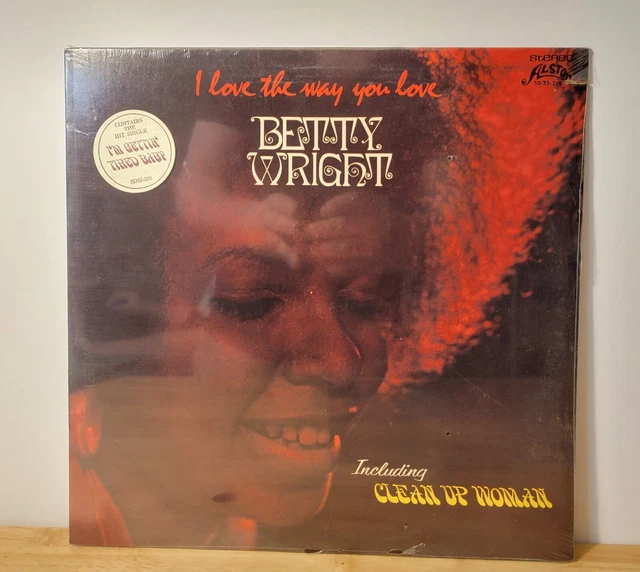 stereo
ALSTON
I love the way you love
BETTY
WRIGHT
CONTAINS
THE
HIT SINGLE
I'M GETTIN'
TIRED BABY
Including
CLEAN UP WOMAN